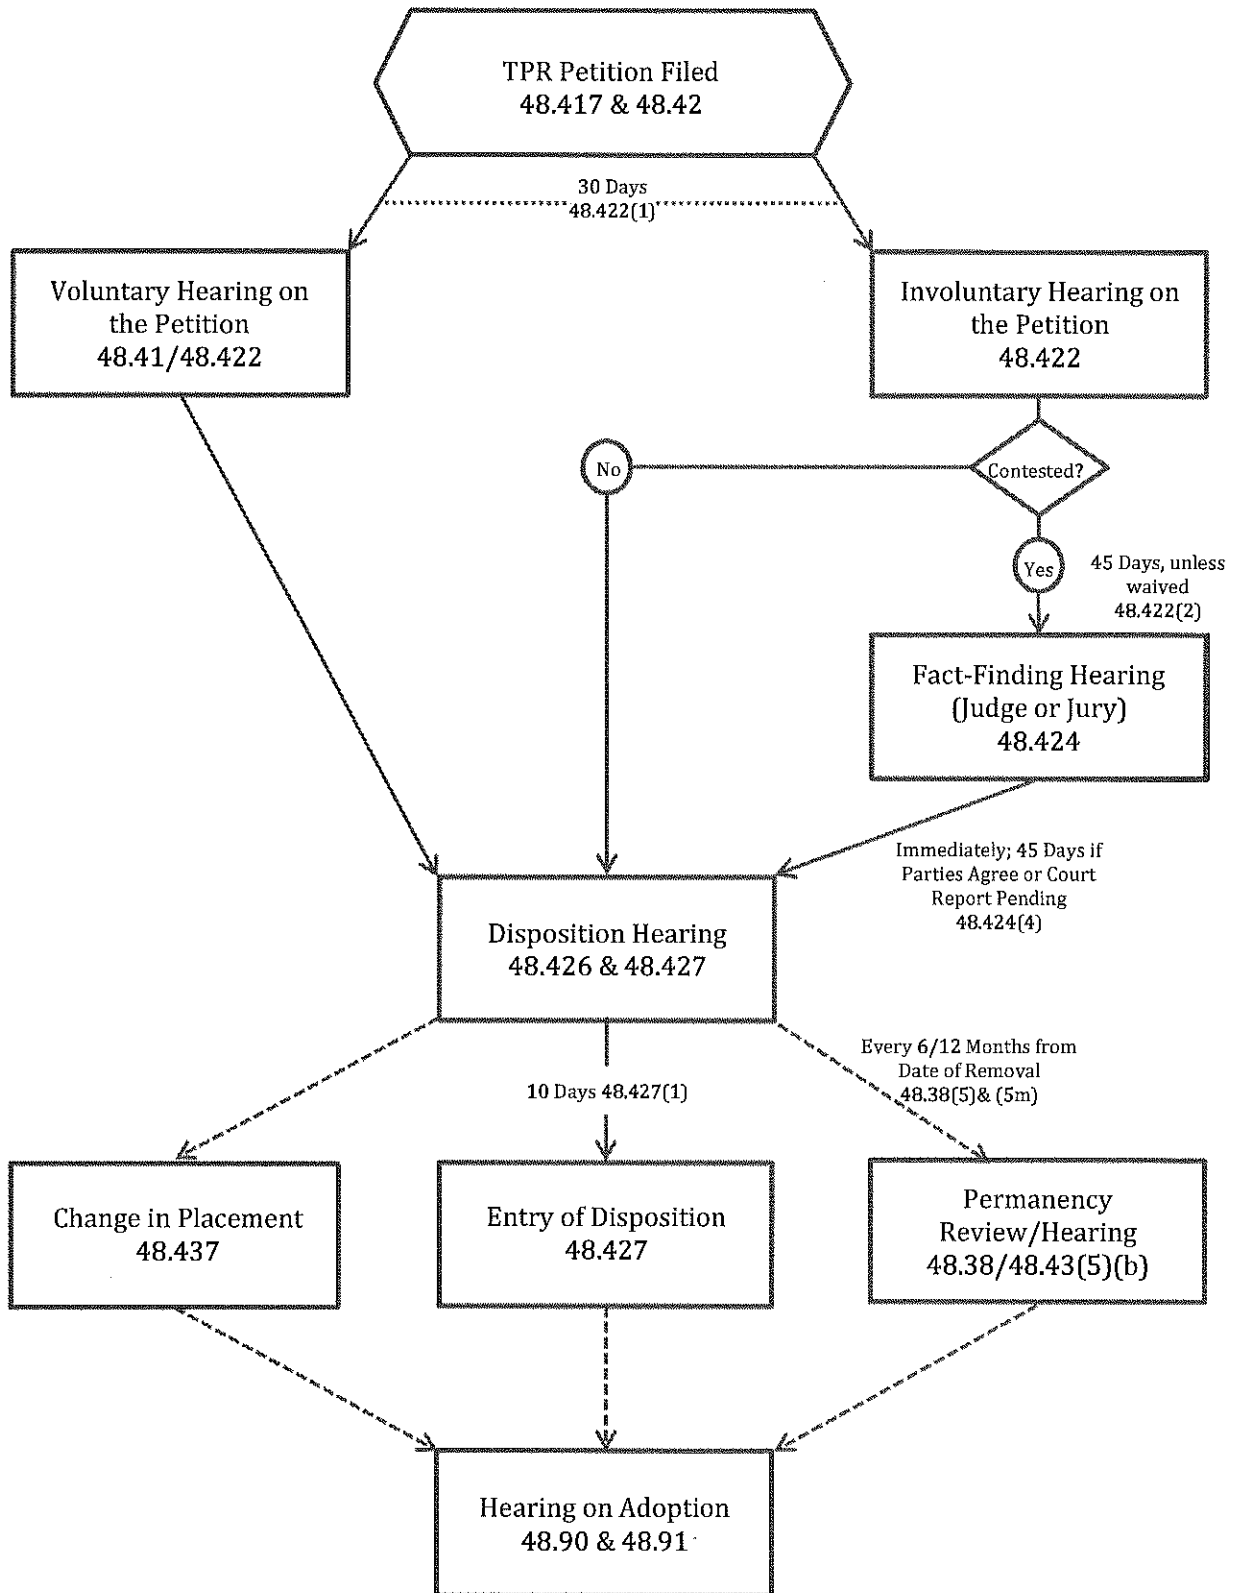 TPR Petition Filed
48.417 & 48.42
30 Days
48.422(1)
Voluntary Hearing on
the Petition
48.41/48.422
Involuntary Hearing on
the Petition
48.422
No
Contested?
Yes
45 Days, unless
waived
48.422(2)
Fact-Finding Hearing
(Judge or Jury)
48.424
Immediately; 45 Days if
Parties Agree or Court
Report Pending
48.424(4)
Disposition Hearing
48.426 & 48.427
Every 6/12 Months from
Date of Removal
48.38(5)& (5m)
10 Days 48.427(1)
Change in Placement
48.437
Entry of Disposition
48.427
Permanency
Review/Hearing
48.38/48.43(5)(b)
Hearing on Adoption
48.90 & 48.91